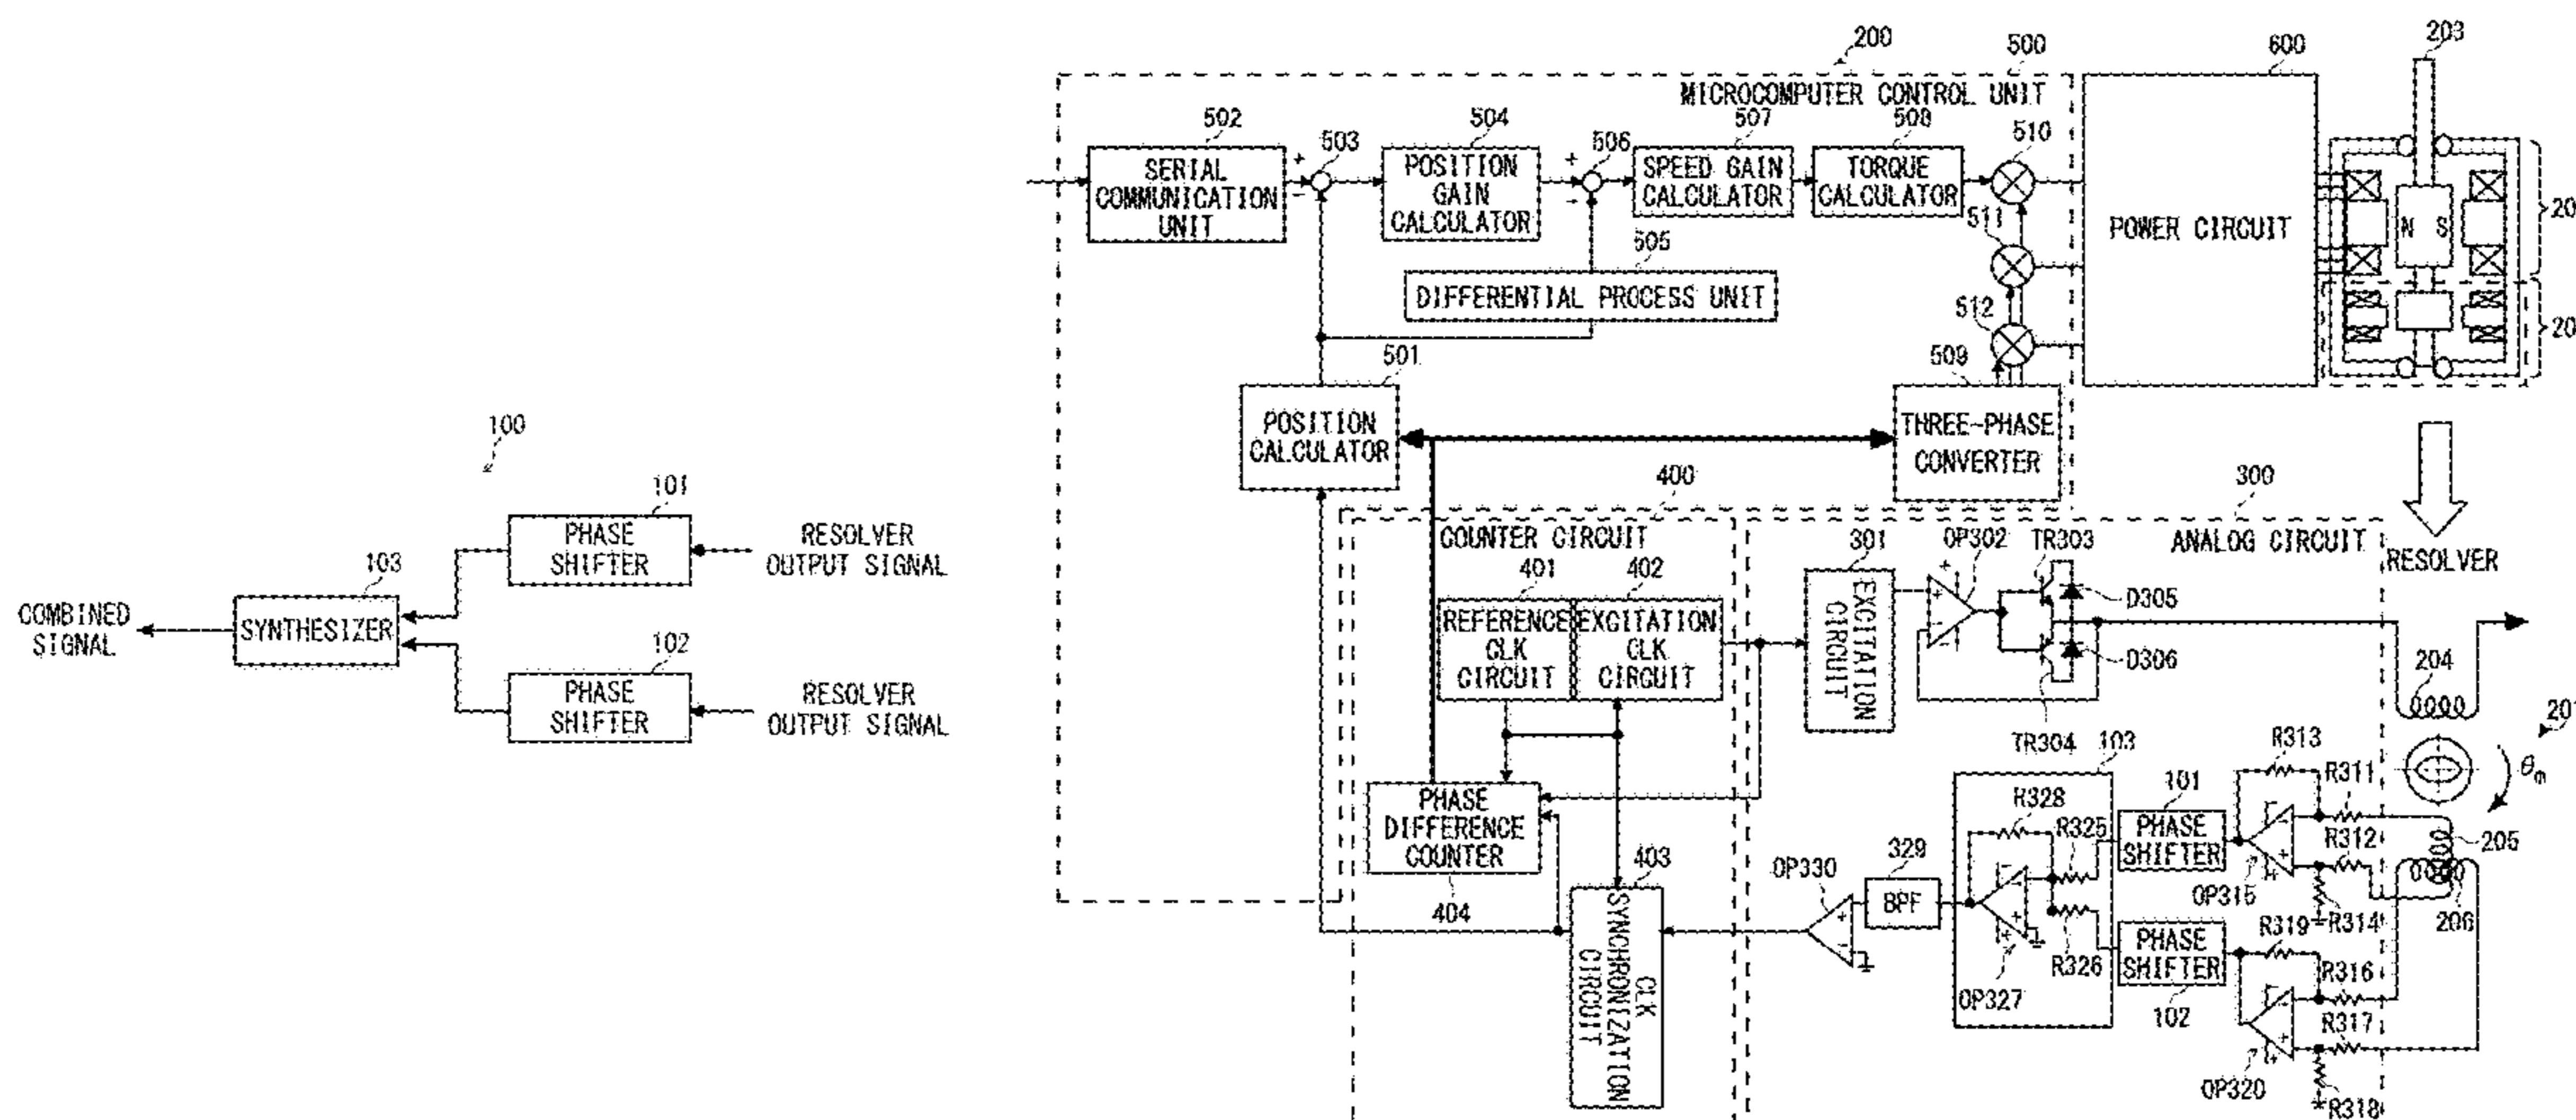 100
101
PHASE
SHIFTER
RESOLVER
OUTPUT SIGNAL
103
COMBINED
SIGNAL
SYNTHESIZER
102
PHASE
SHIFTER
RESOLVER
OUTPUT SIGNAL
200
500
600
203
MICROCOMPUTER CONTROL UNIT
502
503
504
506
507
508
510
SERIAL
COMMUNICATION
UNIT
+
-
POSITION
GAIN
CALCULATOR
+
-
SPEED GAIN
CALCULATOR
TORQUE
CALCULATOR
511
POWER CIRCUIT
N S
20
505
DIFFERENTIAL PROCESS UNIT
512
20
501
509
POSITION
CALCULATOR
THREE-PHASE
CONVERTER
400
300
COUNTER CIRCUIT
301
OP302
TR303
ANALOG CIRCUIT
RESOLVER
401
402
REFERENCE
CLK
CIRCUIT
EXCITATION
CLK
CIRCUIT
EXCITATION
CIRCUIT
D305
D306
TR304
204
201
θm
103
101
R313
R311
PHASE
DIFFERENCE
COUNTER
404
403
CLK
SYNCHRONIZATION
CIRCUIT
OP330
329
BPF
R328
R325
PHASE
SHIFTER
R312
205
OP315
R314
206
R319
R326
PHASE
SHIFTER
R316
OP327
102
R317
OP320
R318